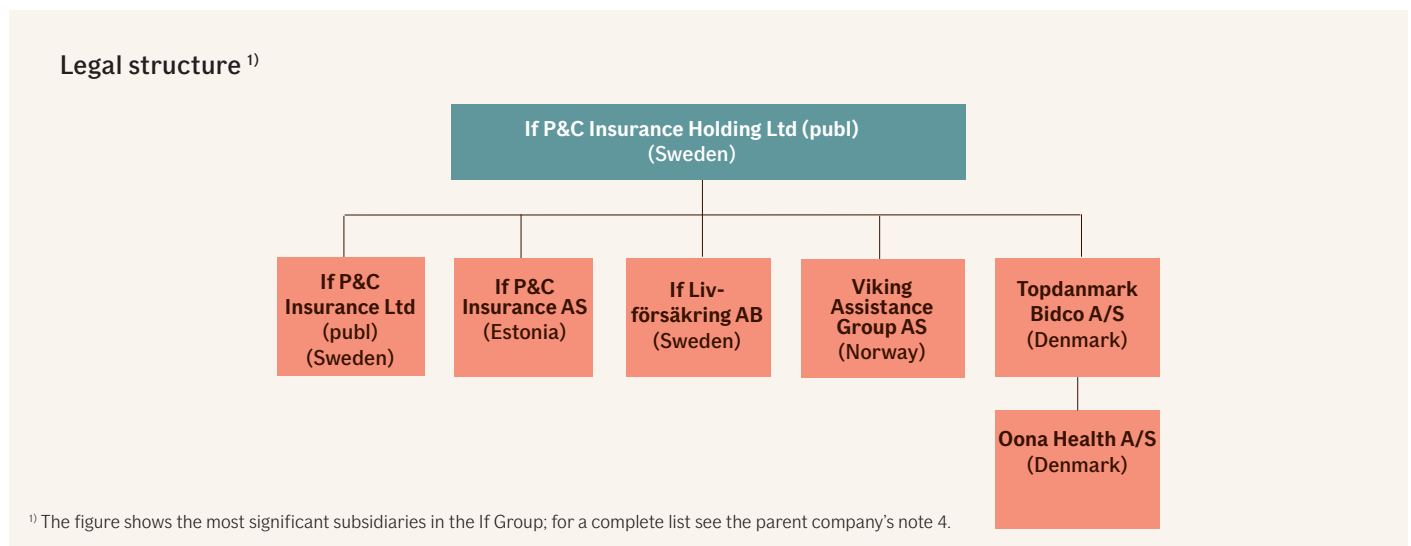 Legal structure ¹⁾
If P&C Insurance Holding Ltd (publ)
(Sweden)
If P&C
Insurance Ltd
(publ)
(Sweden)
If P&C
Insurance AS
(Estonia)
If Liv-
försäkring AB
(Sweden)
Viking
Assistance
Group AS
(Norway)
Topdanmark
Bidco A/S
(Denmark)
Oona Health A/S
(Denmark)
¹⁾ The figure shows the most significant subsidiaries in the If Group; for a complete list see the parent company’s note 4.